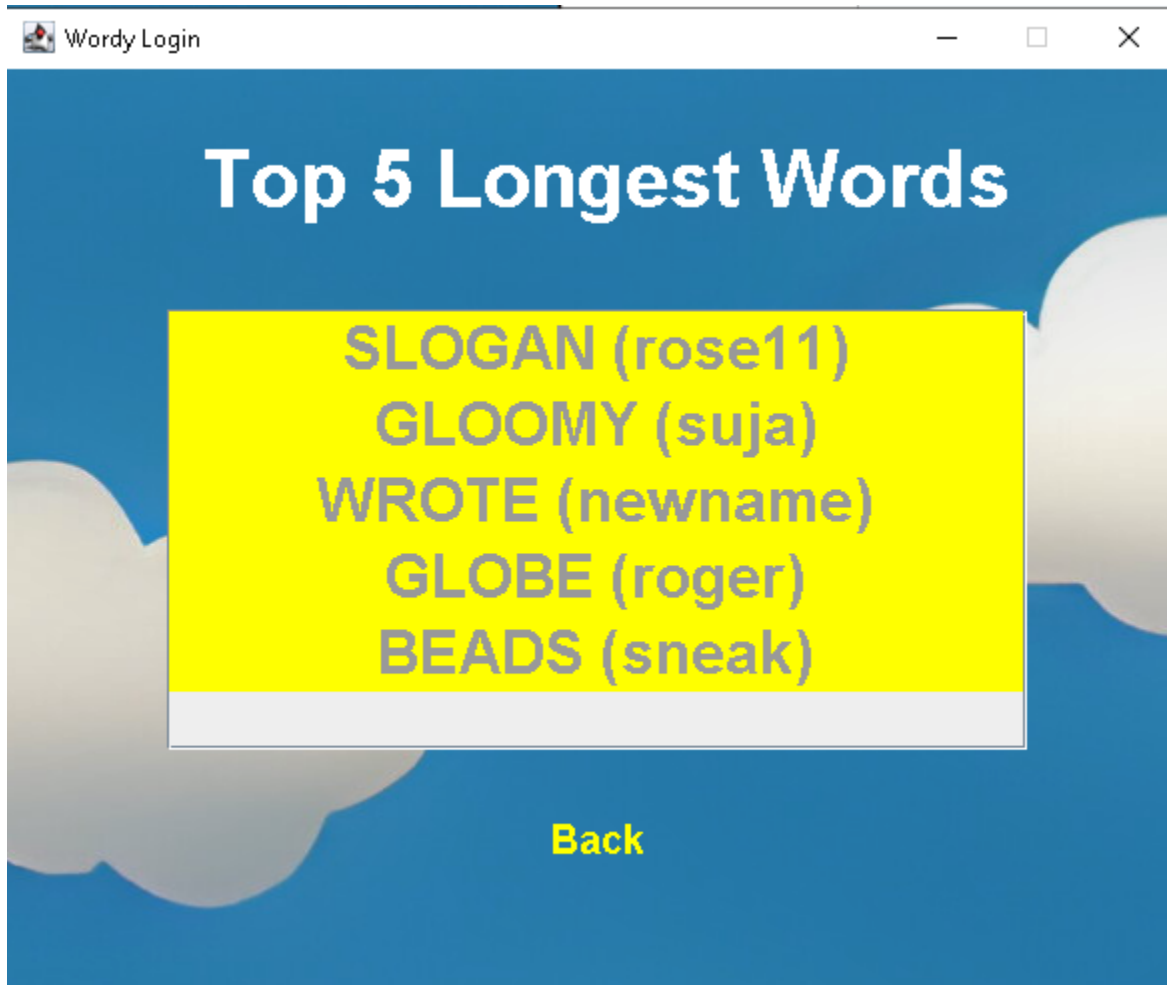 Wordy Login
Top 5 Longest Words
SLOGAN (rose11)
GLOOMY (suja)
WROTE (newname)
GLOBE (roger)
BEADS (sneak)
Back